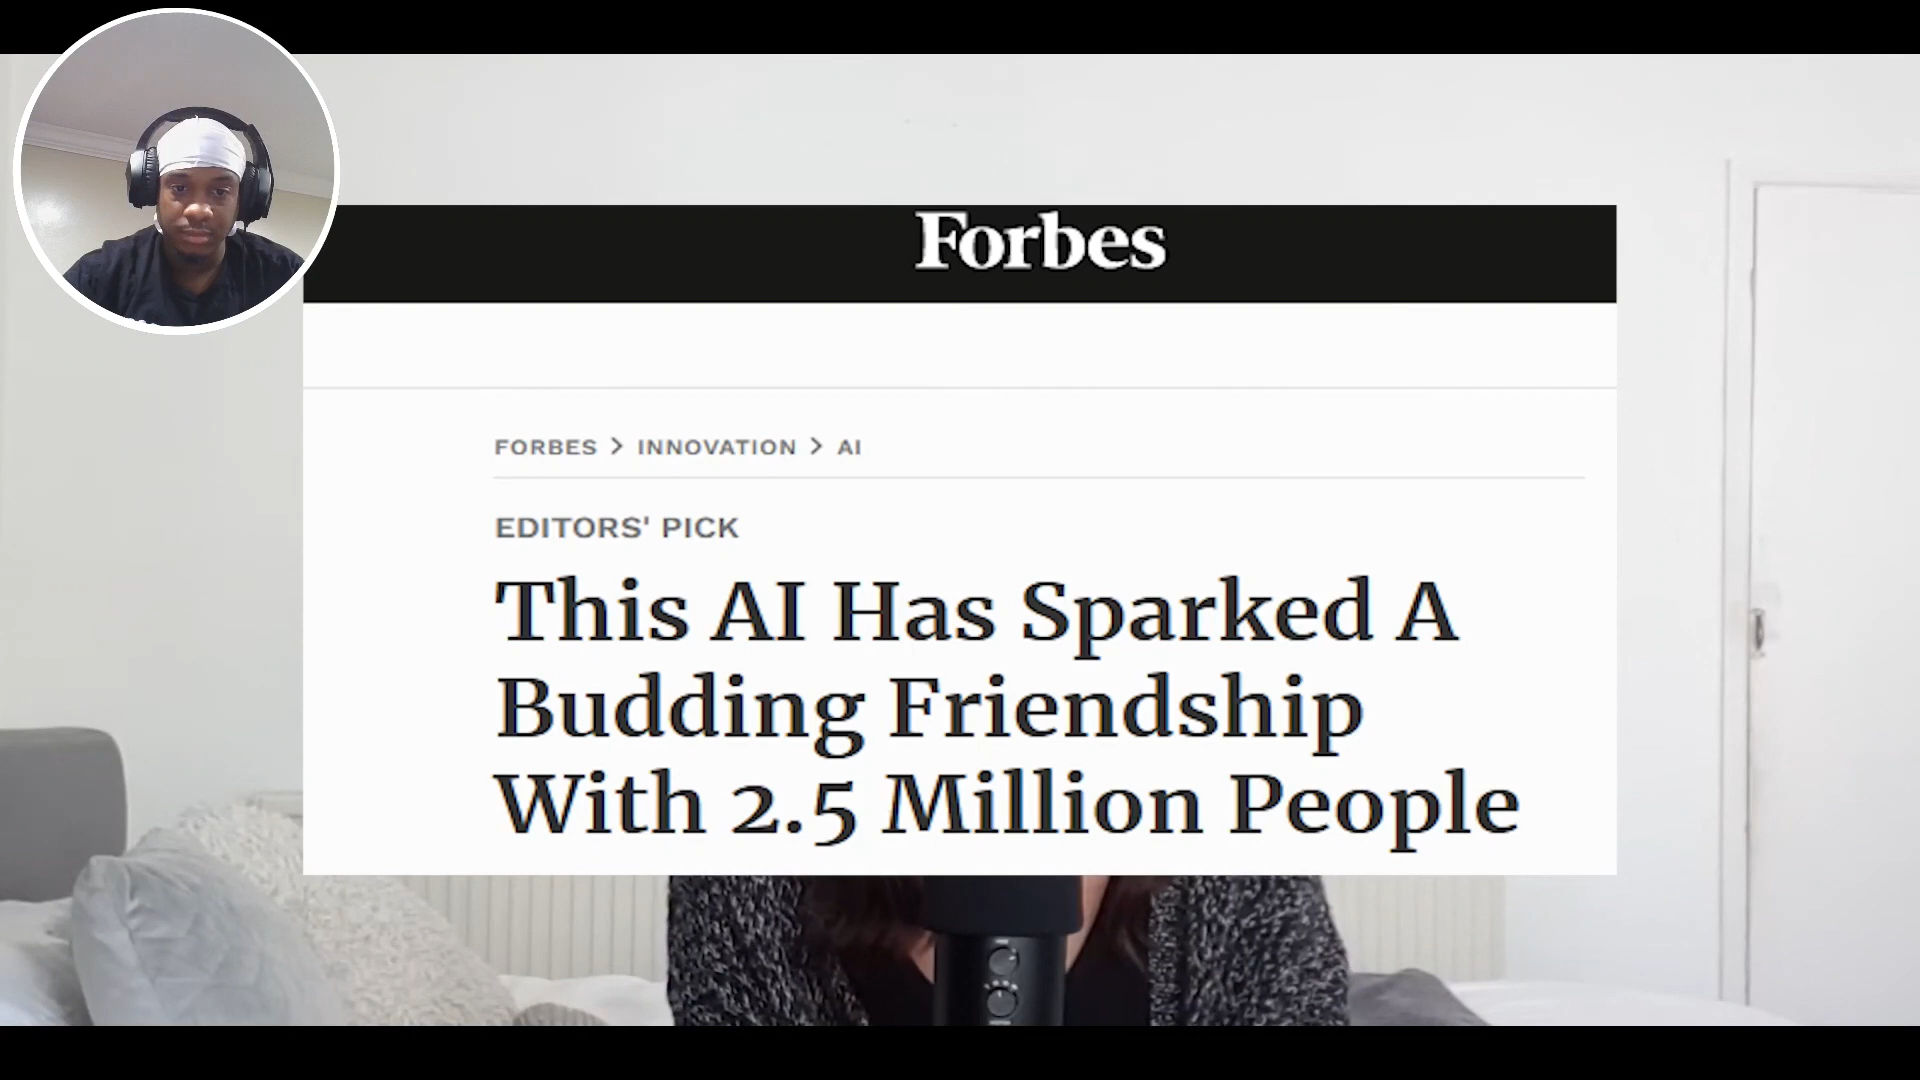 Forbes
FORBES > INNOVATION > AI
EDITORS' PICK
This AI Has Sparked A
Budding Friendship
With 2.5 Million People